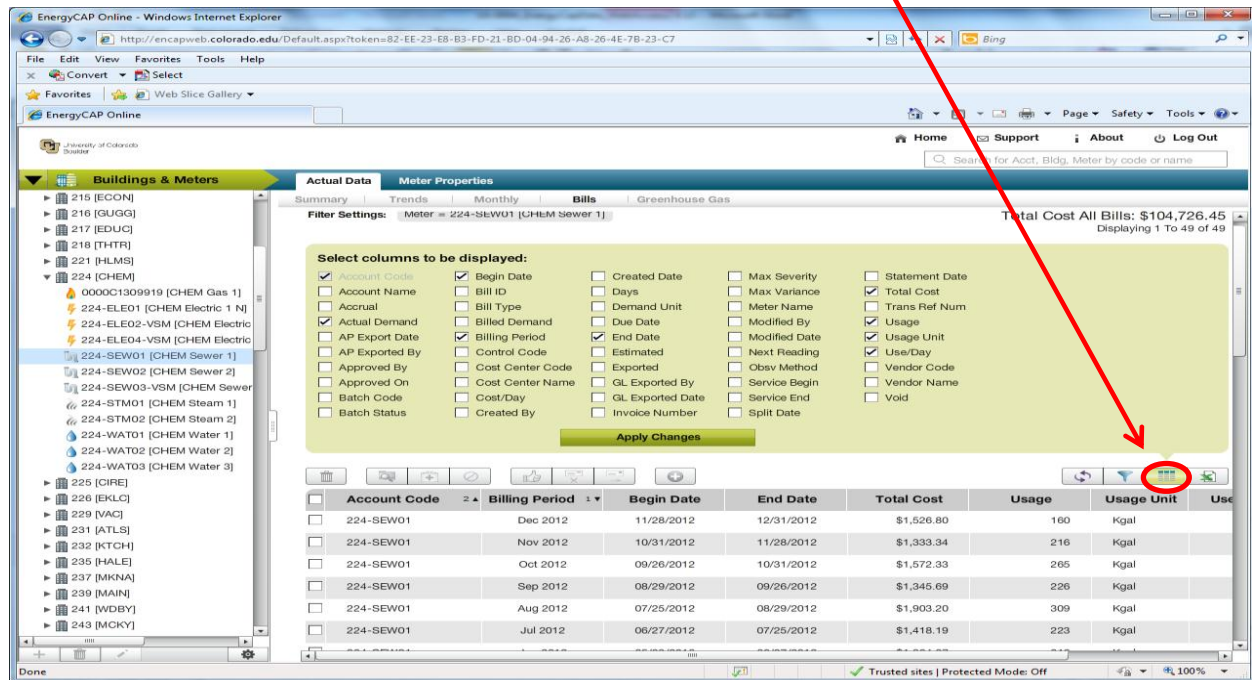 EnergyCAP Online - Windows Internet Explorer
http://encapweb.colorado.edu/Default.aspx?token=82-EE-23-E8-B3-FD-21-BD-04-94-26-A8-26-4E-7B-23-C7
Bing
File Edit View Favorites Tools Help
x Convert Select
Favorites Web Slice Gallery
EnergyCAP Online
Page Safety Tools
University of Colorado
Boulder
Home Support i About Log Out
Search for Acct, Bldg, Meter by code or name
Buildings & Meters
215 [ECON]
216 [GUGG]
217 [EDUC]
218 [THTR]
221 [HLMS]
224 [CHEM]
0000C1309919 [CHEM Gas 1]
224-ELE01 [CHEM Electric 1 N]
224-ELE02-VSM [CHEM Electric
224-ELE04-VSM [CHEM Electric
224-SEW01 [CHEM Sewer 1]
224-SEW02 [CHEM Sewer 2]
224-SEW03-VSM [CHEM Sewer
224-STM01 [CHEM Steam 1]
224-STM02 [CHEM Steam 2]
224-WAT01 [CHEM Water 1]
224-WAT02 [CHEM Water 2]
224-WAT03 [CHEM Water 3]
225 [CIRE]
226 [EKLC]
229 [VAC]
231 [ATLS]
232 [KTCH]
235 [HALE]
237 [MKNA]
239 [MAIN]
241 [WDBY]
243 [MCKY]
Actual Data Meter Properties
Summary Trends Monthly Bills Greenhouse Gas
Filter Settings: Meter = 224-SEW01 [CHEM Sewer 1]
Total Cost All Bills: $104,726.45
Displaying 1 To 49 of 49
Select columns to be displayed:
Account Code Begin Date Created Date Max Severity Statement Date
Account Name Bill ID Days Max Variance Total Cost
Accrual Bill Type Demand Unit Meter Name Trans Ref Num
Actual Demand Billed Demand Due Date Modified By Usage
AP Export Date Billing Period End Date Modified Date Usage Unit
AP Exported By Control Code Estimated Next Reading Use/Day
Approved By Cost Center Code Exported Obsv Method Vendor Code
Approved On Cost Center Name GL Exported By Service Begin Vendor Name
Batch Code Cost/Day GL Exported Date Service End Void
Batch Status Created By Invoice Number Split Date
Apply Changes
Account Code 2 Billing Period 1 Begin Date End Date Total Cost Usage Usage Unit Use
224-SEW01 Dec 2012 11/28/2012 12/31/2012 $1,526.80 160 Kgal
224-SEW01 Nov 2012 10/31/2012 11/28/2012 $1,333.34 216 Kgal
224-SEW01 Oct 2012 09/26/2012 10/31/2012 $1,572.33 265 Kgal
224-SEW01 Sep 2012 08/29/2012 09/26/2012 $1,345.69 226 Kgal
224-SEW01 Aug 2012 07/25/2012 08/29/2012 $1,903.20 309 Kgal
224-SEW01 Jul 2012 06/27/2012 07/25/2012 $1,418.19 223 Kgal
Done
Trusted sites | Protected Mode: Off
100%